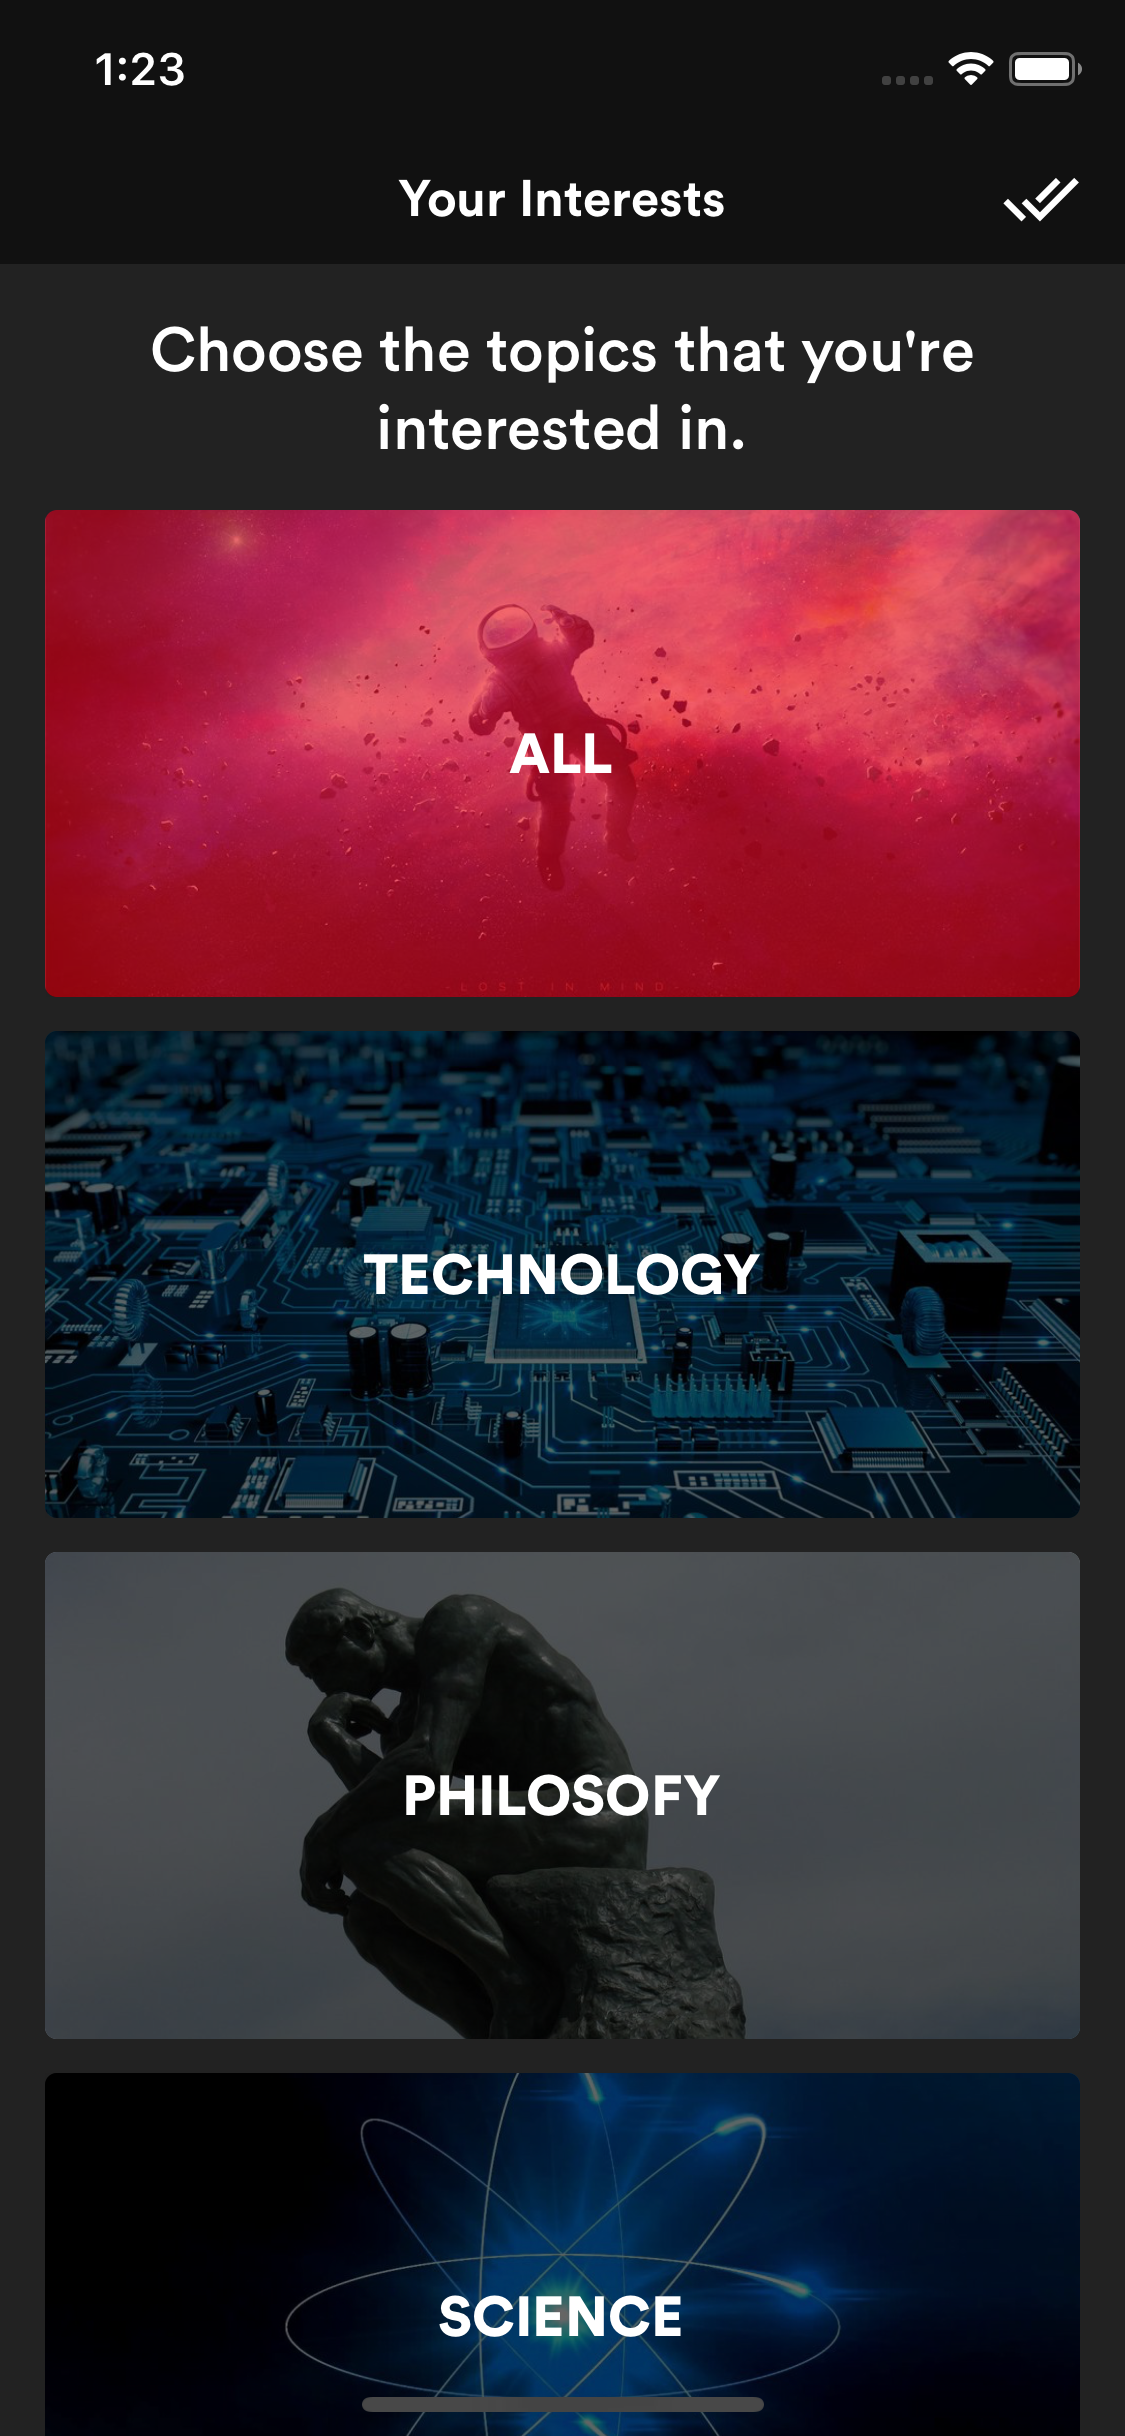 1:23
Your Interests
Choose the topics that you're
interested in.
ALL
-LOST IN MIND-
TECHNOLOGY
PHILOSOFY
SCIENCE